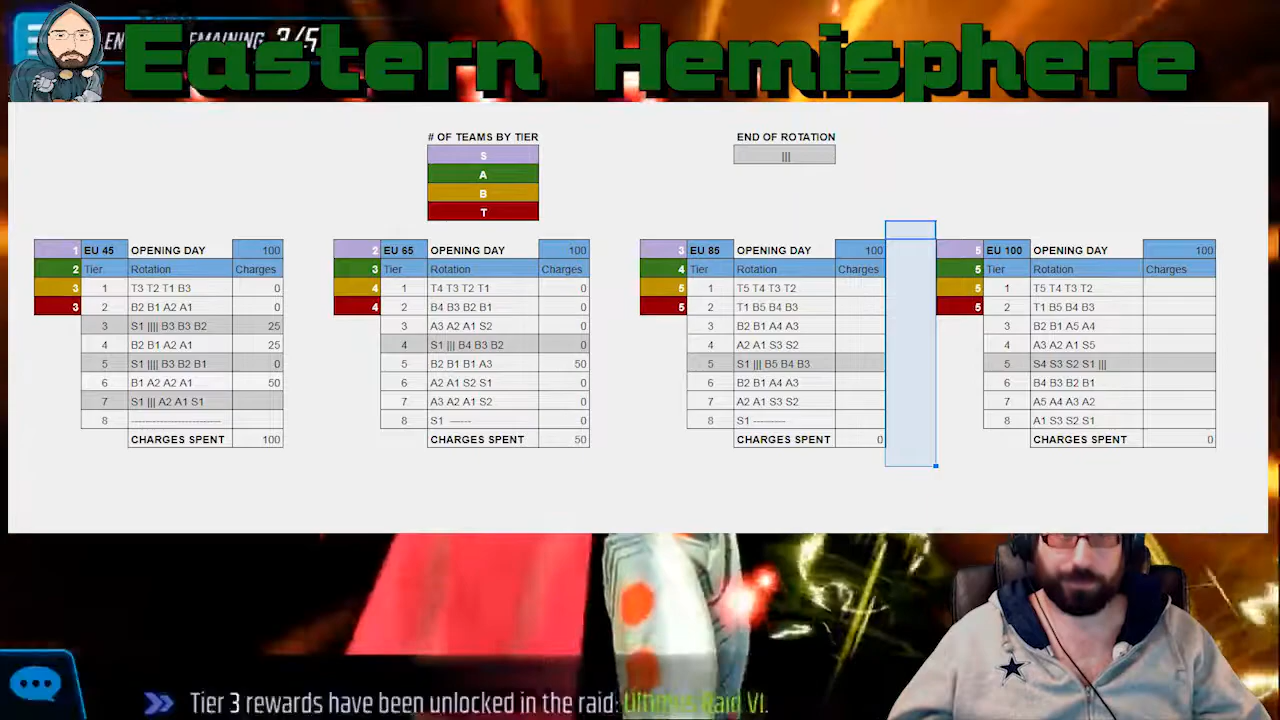 REMAINING 3/5
Eastern Hemisphere
# OF TEAMS BY TIER
S
A
B
T
END OF ROTATION
|||
1 EU 45 OPENING DAY 100
2 Tier Rotation Charges
3 1 T3 T2 T1 B3 0
3 2 B2 B1 A2 A1 0
3 S1 |||| B3 B3 B2 25
4 B2 B1 A2 A1 25
5 S1 |||| B3 B2 B1 0
6 B1 A2 A2 A1 50
7 S1 ||| A2 A1 S1
8 -------------------------
CHARGES SPENT 100
2 EU 65 OPENING DAY 100
3 Tier Rotation Charges
4 1 T4 T3 T2 T1 0
4 2 B4 B3 B2 B1 0
3 A3 A2 A1 S2 0
4 S1 ||| B4 B3 B2 0
5 B2 B1 B1 A3 50
6 A2 A1 S2 S1 0
7 A3 A2 A1 S2 0
8 S1 ------ 0
CHARGES SPENT 50
3 EU 85 OPENING DAY 100
4 Tier Rotation Charges
5 1 T5 T4 T3 T2
5 2 T1 B5 B4 B3
3 B2 B1 A4 A3
4 A2 A1 S3 S2
5 S1 ||| B5 B4 B3
6 B2 B1 A4 A3
7 A2 A1 S3 S2
8 S1 ---------
CHARGES SPENT 0
5 EU 100 OPENING DAY 100
5 Tier Rotation Charges
5 1 T5 T4 T3 T2
5 2 T1 B5 B4 B3
3 B2 B1 A5 A4
4 A3 A2 A1 S5
5 S4 S3 S2 S1 |||
6 B4 B3 B2 B1
7 A5 A4 A3 A2
8 A1 S3 S2 S1
CHARGES SPENT 0
Tier 3 rewards have been unlocked in the raid: Ultimus Raid VI.